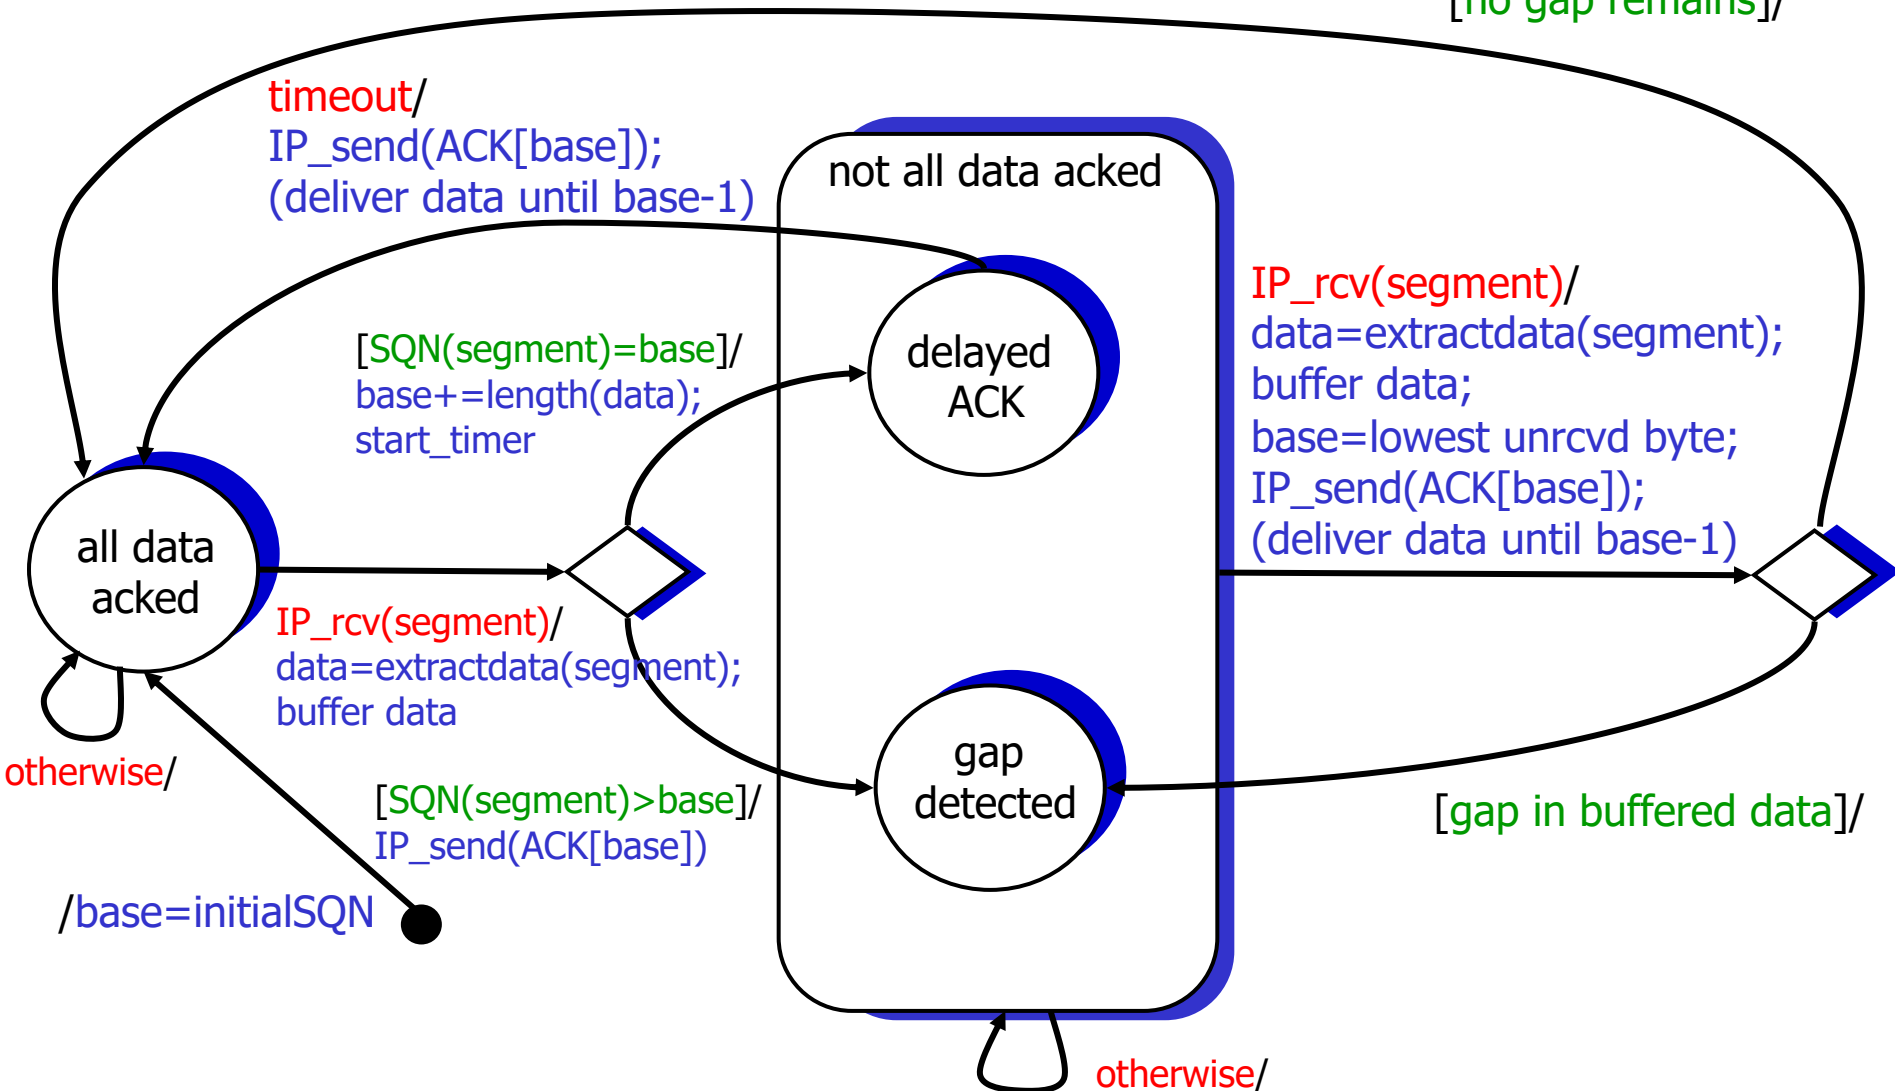 [no gap remains]/
timeout/
IP_send(ACK[base]);
(deliver data until base-1)
not all data acked
IP_rcv(segment)/
data=extractdata(segment);
buffer data;
base=lowest unrcvd byte;
IP_send(ACK[base]);
(deliver data until base-1)
[SQN(segment)=base]/
base+=length(data);
start_timer
delayed
ACK
all data
acked
IP_rcv(segment)/
data=extractdata(segment);
buffer data
otherwise/
[SQN(segment)>base]/
IP_send(ACK[base])
gap
detected
[gap in buffered data]/
/base=initialSQN
otherwise/